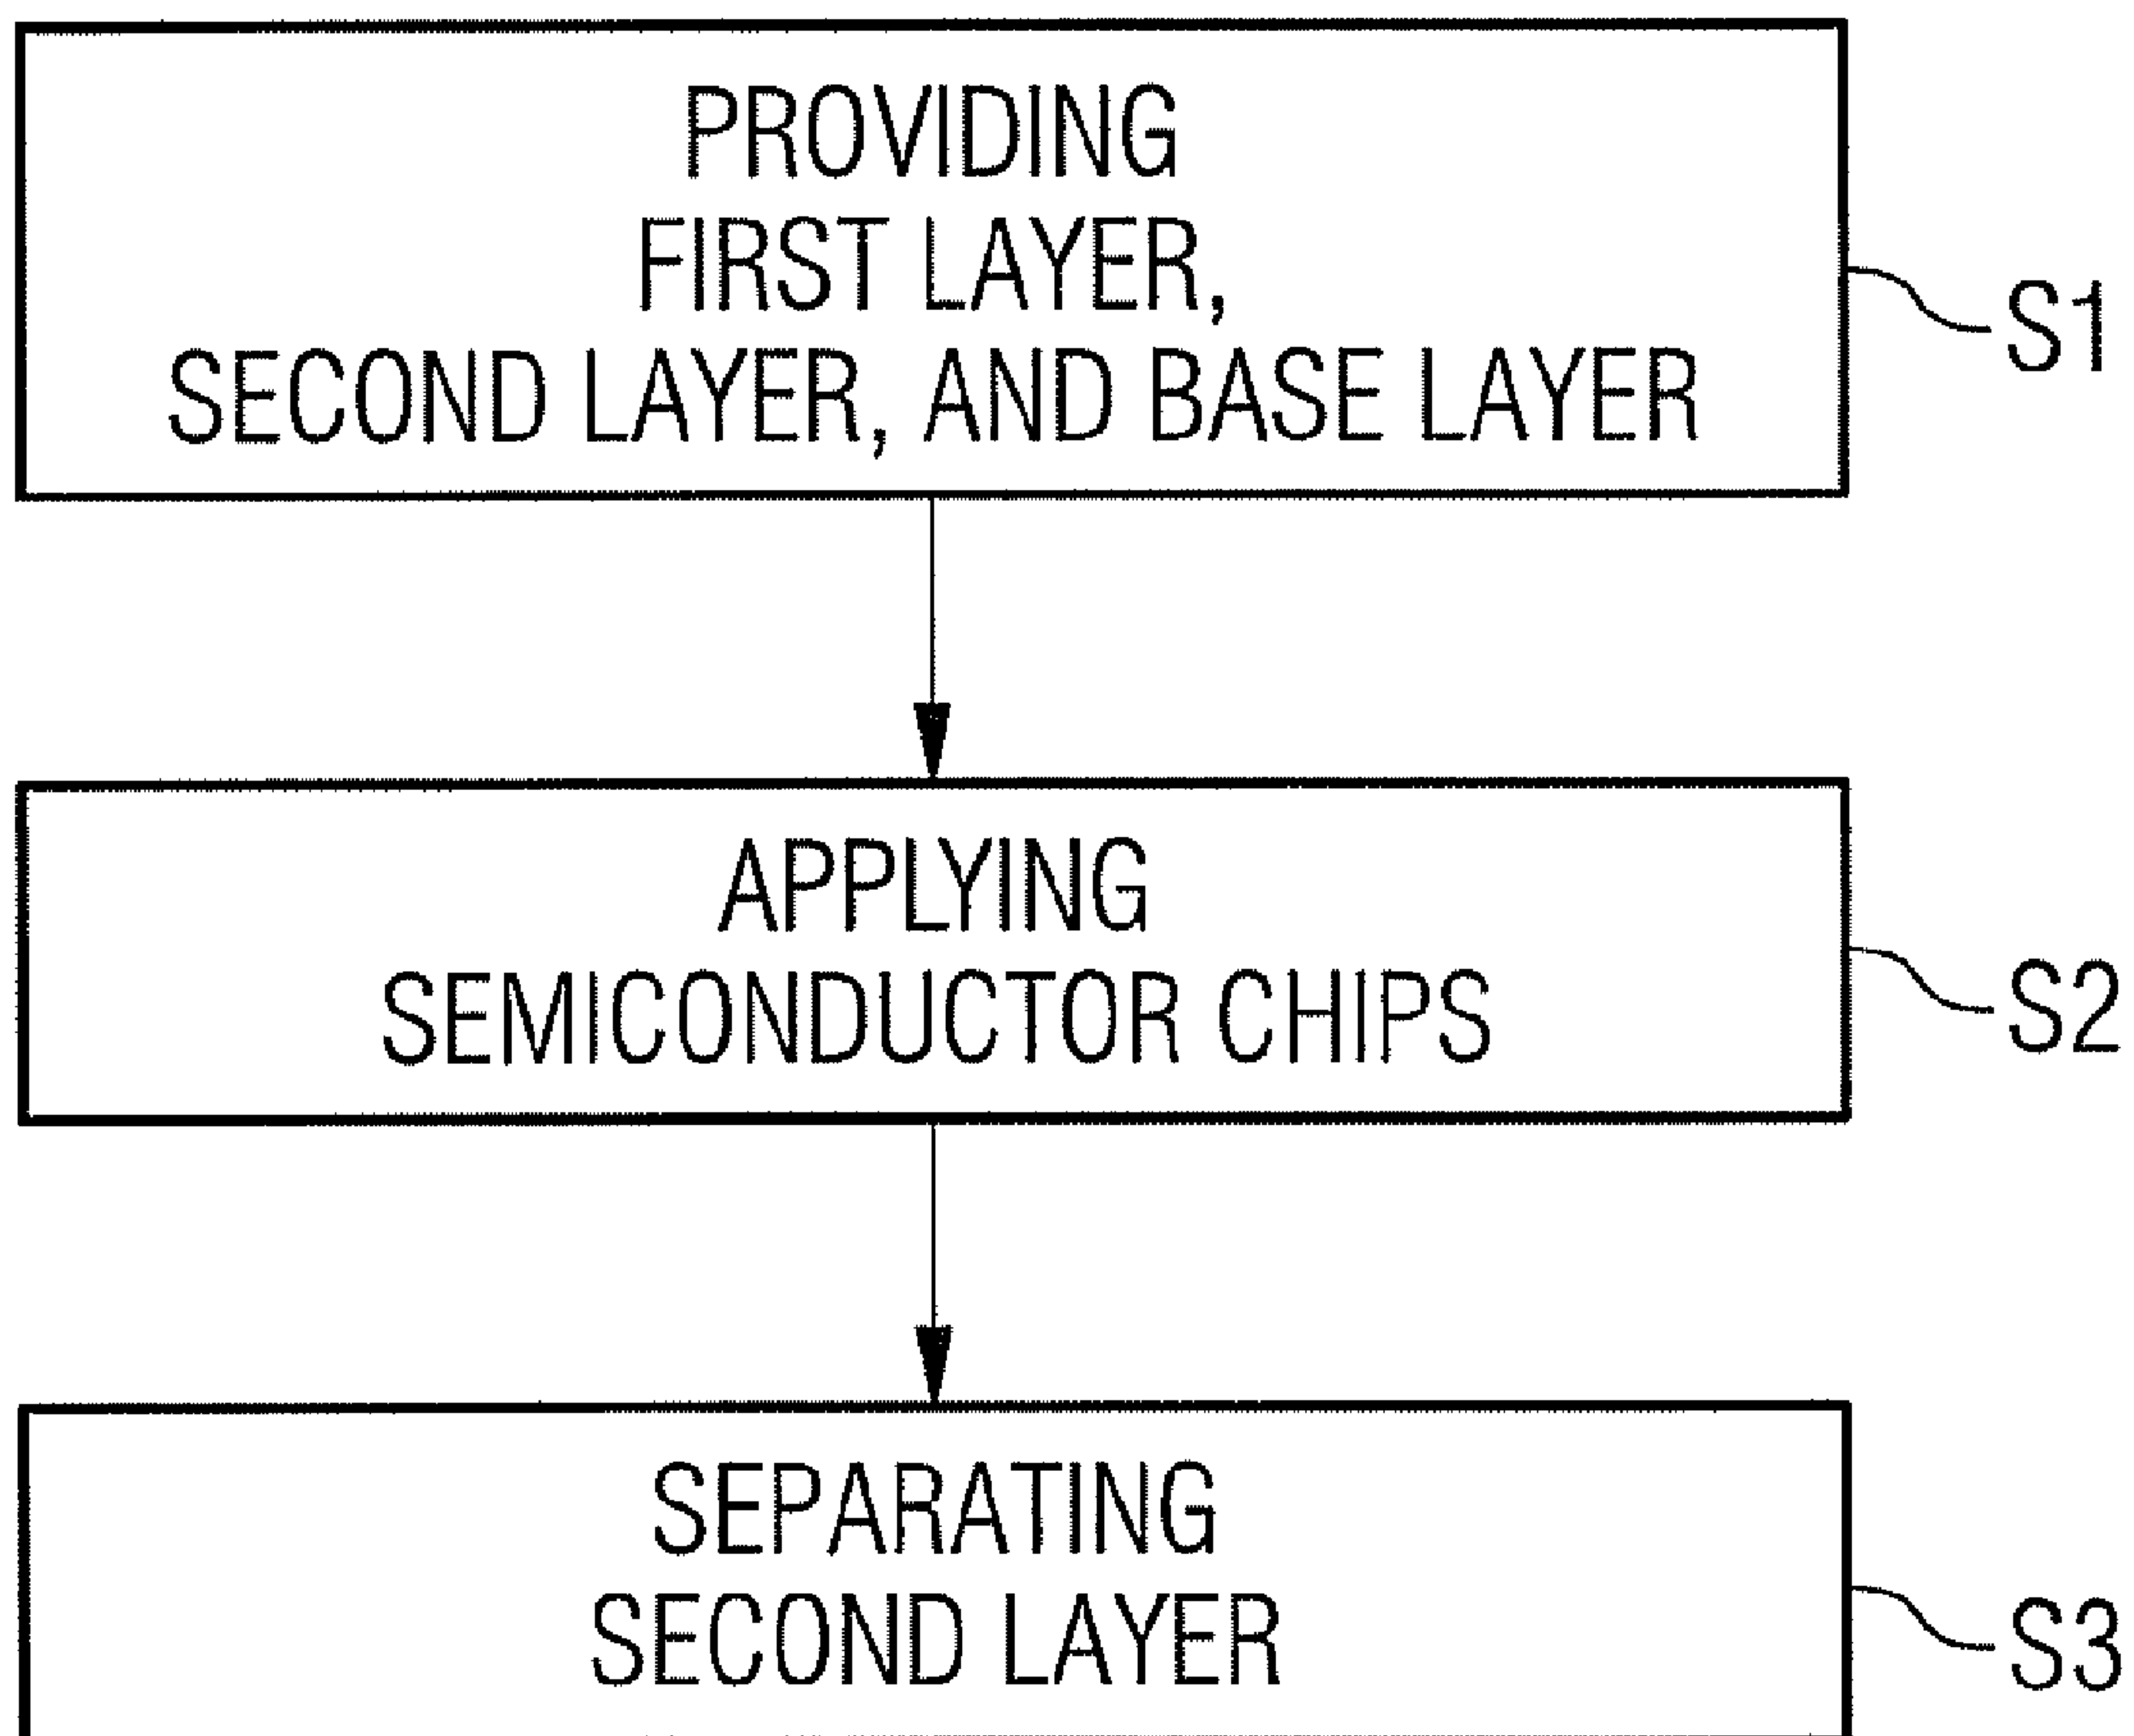 PROVIDING
FIRST LAYER,
SECOND LAYER, AND BASE LAYER
S1
APPLYING
SEMICONDUCTOR CHIPS
S2
SEPARATING
SECOND LAYER
S3